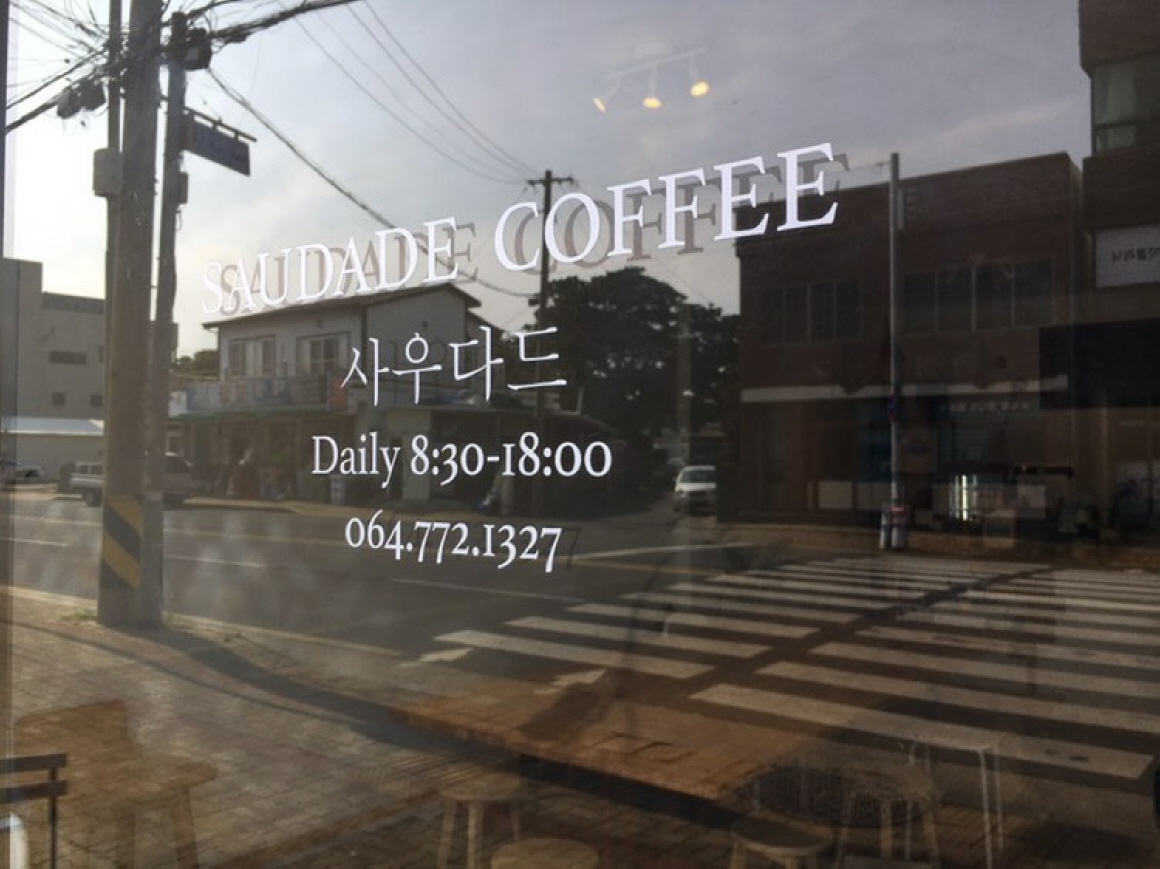 SAUDADE COFFEE
사우다드
Daily 8:30-18:00
064.772.1327